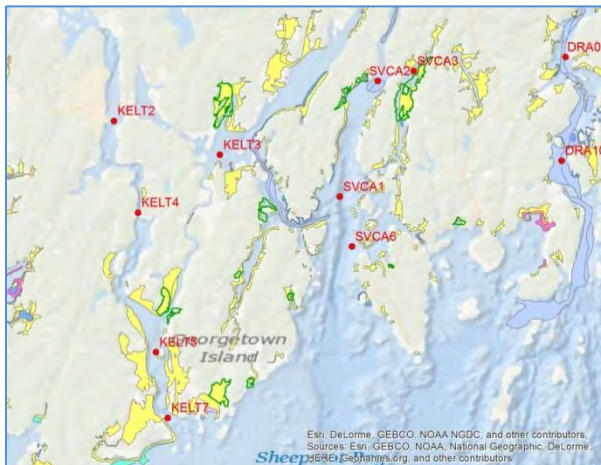 DRA0
SVCA3
SVCA2
KELT2
KELT3
DRA10
SVCA1
KELT4
SVCA6
Georgetown
Island
KELT5
KELT7
Esri, DeLorme, GEBCO, NOAA NGDC, and other contributors,
Sources: Esri, GEBCO, NOAA, National Geographic, DeLorme,
HERE, Geonames.org, and other contributors